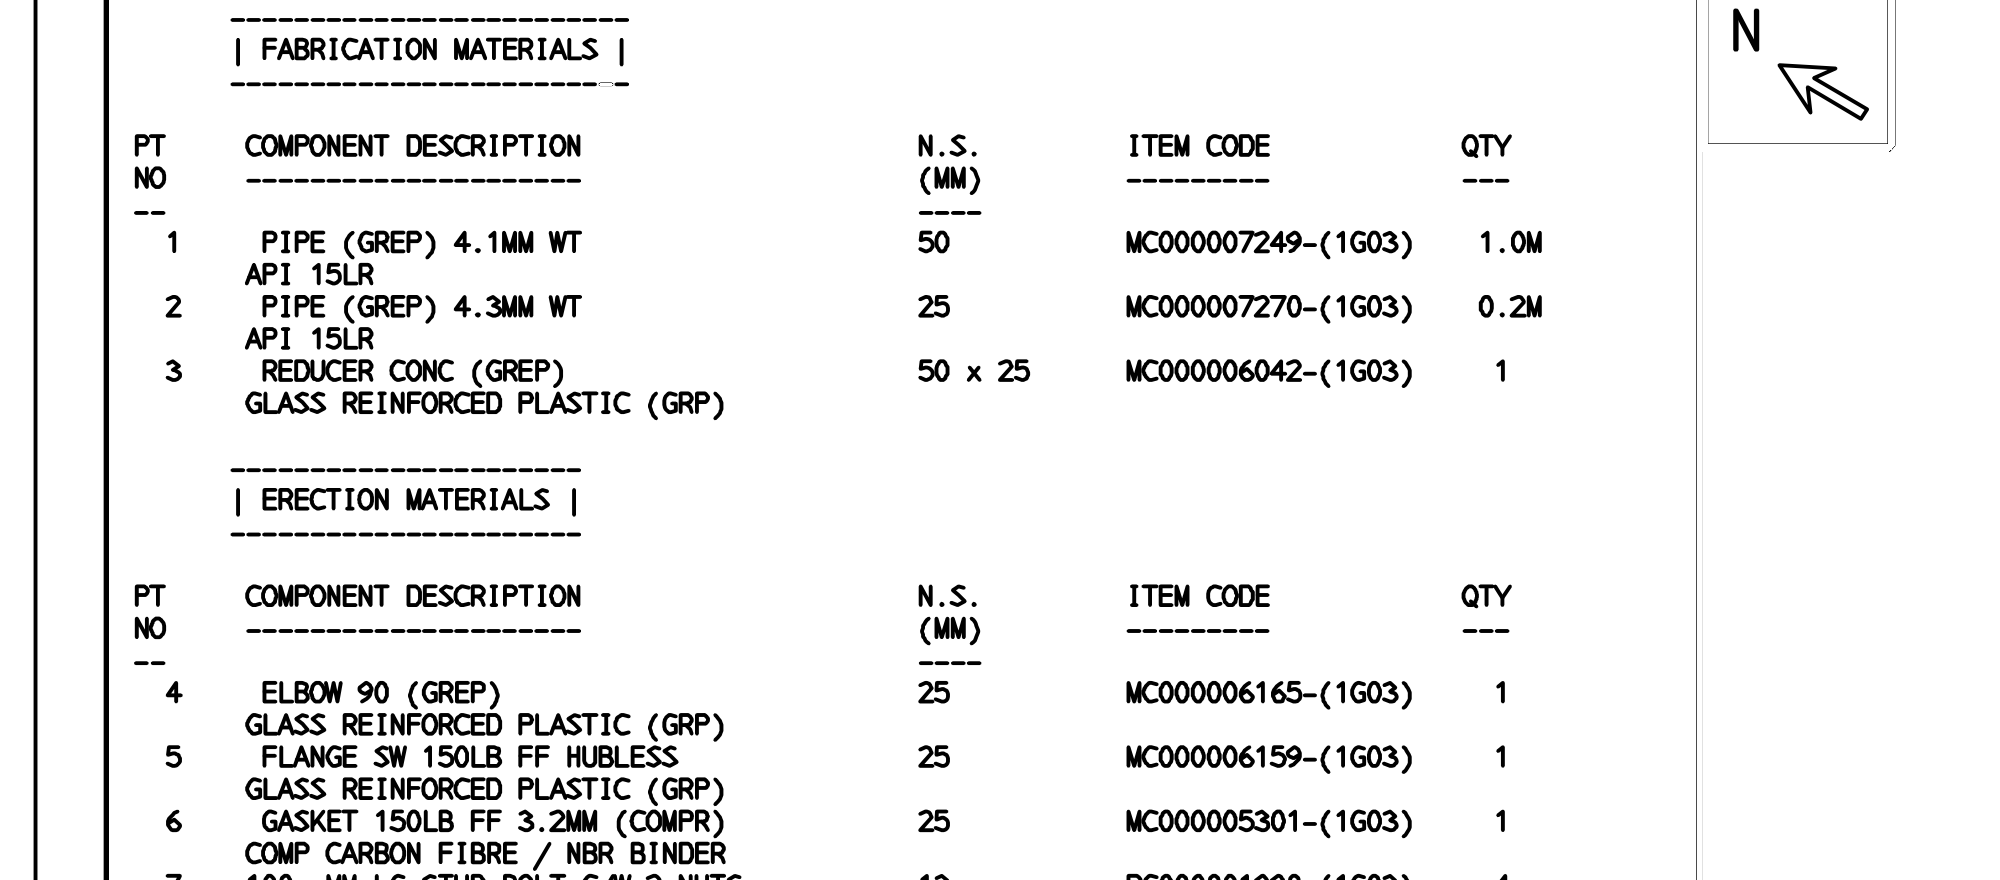 ------------------------- N
| FABRICATION MATERIALS |
-------------------------
PT COMPONENT DESCRIPTION N.S. ITEM CODE QTY
NO --------------------- (MM) --------- ---
-- ----
1 PIPE (GREP) 4.1MM WT 50 MC000007249-(1G03) 1.0M
API 15LR
2 PIPE (GREP) 4.3MM WT 25 MC000007270-(1G03) 0.2M
API 15LR
3 REDUCER CONC (GREP) 50 x 25 MC000006042-(1G03) 1
GLASS REINFORCED PLASTIC (GRP)
----------------------
| ERECTION MATERIALS |
----------------------
PT COMPONENT DESCRIPTION N.S. ITEM CODE QTY
NO --------------------- (MM) --------- ---
-- ----
4 ELBOW 90 (GREP) 25 MC000006165-(1G03) 1
GLASS REINFORCED PLASTIC (GRP)
5 FLANGE SW 150LB FF HUBLESS 25 MC000006159-(1G03) 1
GLASS REINFORCED PLASTIC (GRP)
6 GASKET 150LB FF 3.2MM (COMPR) 25 MC000005301-(1G03) 1
COMP CARBON FIBRE / NBR BINDER